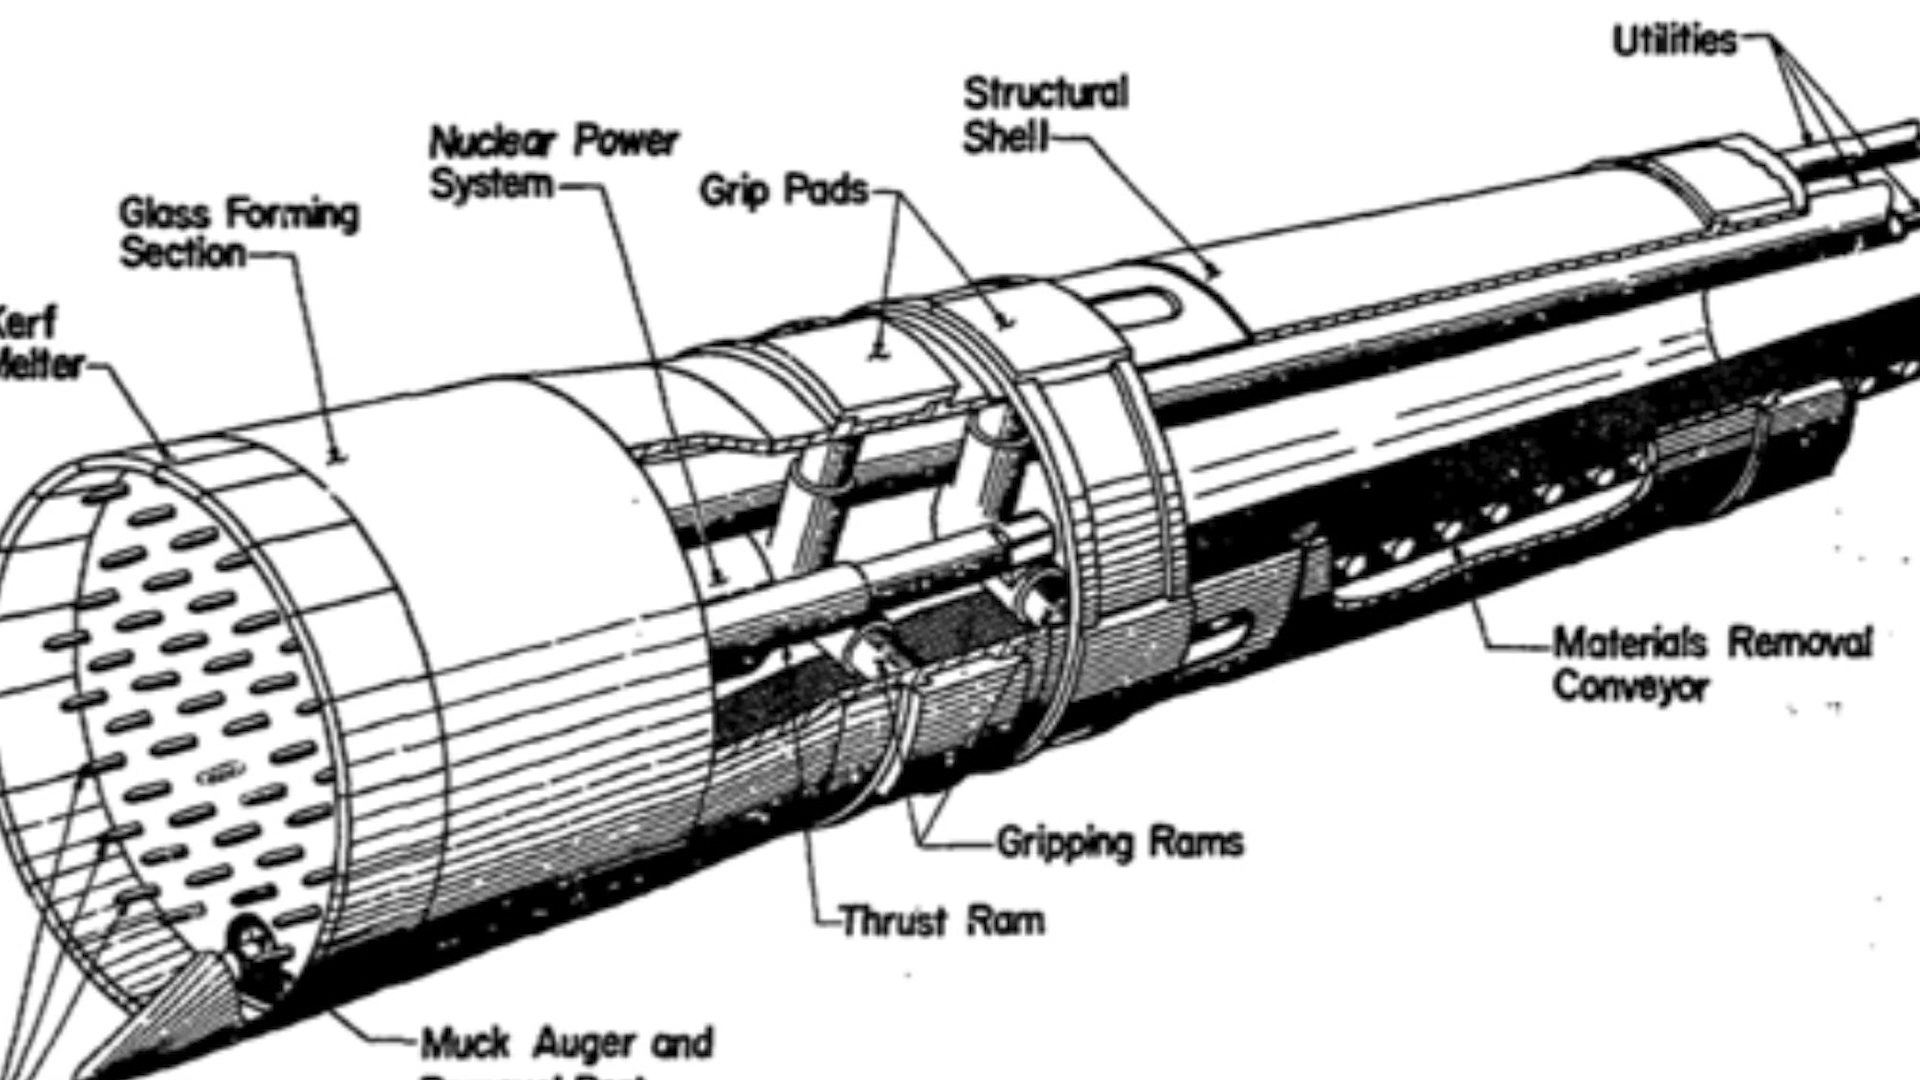 Utilities
Structural
Shell
Nuclear Power
System
Grip Pads
Glass Forming
Section
Kerf
Melter
Materials Removal
Conveyor
Gripping Rams
Thrust Ram
Muck Auger and